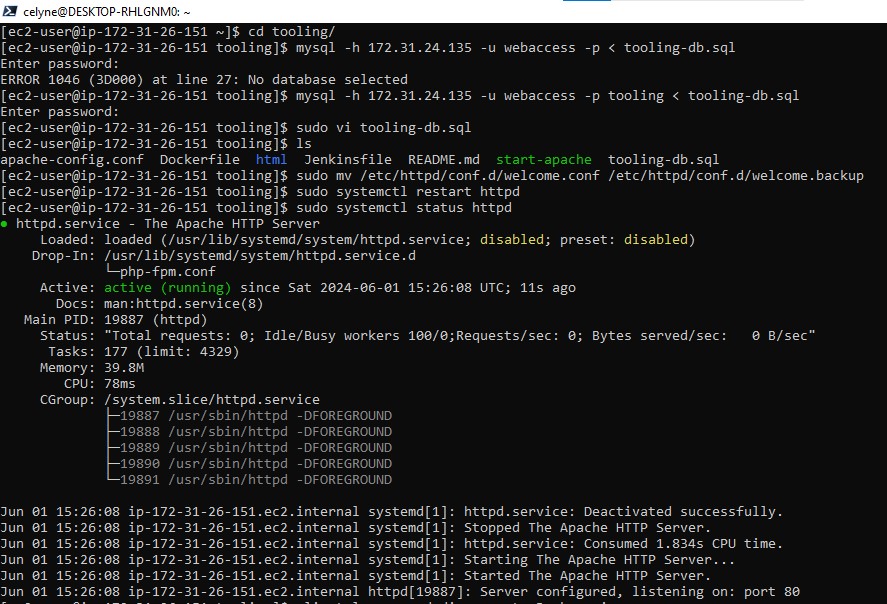 celyne@DESKTOP-RHLGNM0: ~
[ec2-user@ip-172-31-26-151 ~]$ cd tooling/
[ec2-user@ip-172-31-26-151 tooling]$ mysql -h 172.31.24.135 -u webaccess -p < tooling-db.sql
Enter password:
ERROR 1046 (3D000) at line 27: No database selected
[ec2-user@ip-172-31-26-151 tooling]$ mysql -h 172.31.24.135 -u webaccess -p tooling < tooling-db.sql
Enter password:
[ec2-user@ip-172-31-26-151 tooling]$ sudo vi tooling-db.sql
[ec2-user@ip-172-31-26-151 tooling]$ ls
apache-config.conf  Dockerfile  html  Jenkinsfile  README.md  start-apache  tooling-db.sql
[ec2-user@ip-172-31-26-151 tooling]$ sudo mv /etc/httpd/conf.d/welcome.conf /etc/httpd/conf.d/welcome.backup
[ec2-user@ip-172-31-26-151 tooling]$ sudo systemctl restart httpd
[ec2-user@ip-172-31-26-151 tooling]$ sudo systemctl status httpd
● httpd.service - The Apache HTTP Server
     Loaded: loaded (/usr/lib/systemd/system/httpd.service; disabled; preset: disabled)
    Drop-In: /usr/lib/systemd/system/httpd.service.d
             └─php-fpm.conf
     Active: active (running) since Sat 2024-06-01 15:26:08 UTC; 11s ago
       Docs: man:httpd.service(8)
   Main PID: 19887 (httpd)
     Status: "Total requests: 0; Idle/Busy workers 100/0;Requests/sec: 0; Bytes served/sec:   0 B/sec"
      Tasks: 177 (limit: 4329)
     Memory: 39.8M
        CPU: 78ms
     CGroup: /system.slice/httpd.service
             ├─19887 /usr/sbin/httpd -DFOREGROUND
             ├─19888 /usr/sbin/httpd -DFOREGROUND
             ├─19889 /usr/sbin/httpd -DFOREGROUND
             ├─19890 /usr/sbin/httpd -DFOREGROUND
             └─19891 /usr/sbin/httpd -DFOREGROUND
Jun 01 15:26:08 ip-172-31-26-151.ec2.internal systemd[1]: httpd.service: Deactivated successfully.
Jun 01 15:26:08 ip-172-31-26-151.ec2.internal systemd[1]: Stopped The Apache HTTP Server.
Jun 01 15:26:08 ip-172-31-26-151.ec2.internal systemd[1]: httpd.service: Consumed 1.834s CPU time.
Jun 01 15:26:08 ip-172-31-26-151.ec2.internal systemd[1]: Starting The Apache HTTP Server...
Jun 01 15:26:08 ip-172-31-26-151.ec2.internal systemd[1]: Started The Apache HTTP Server.
Jun 01 15:26:08 ip-172-31-26-151.ec2.internal httpd[19887]: Server configured, listening on: port 80